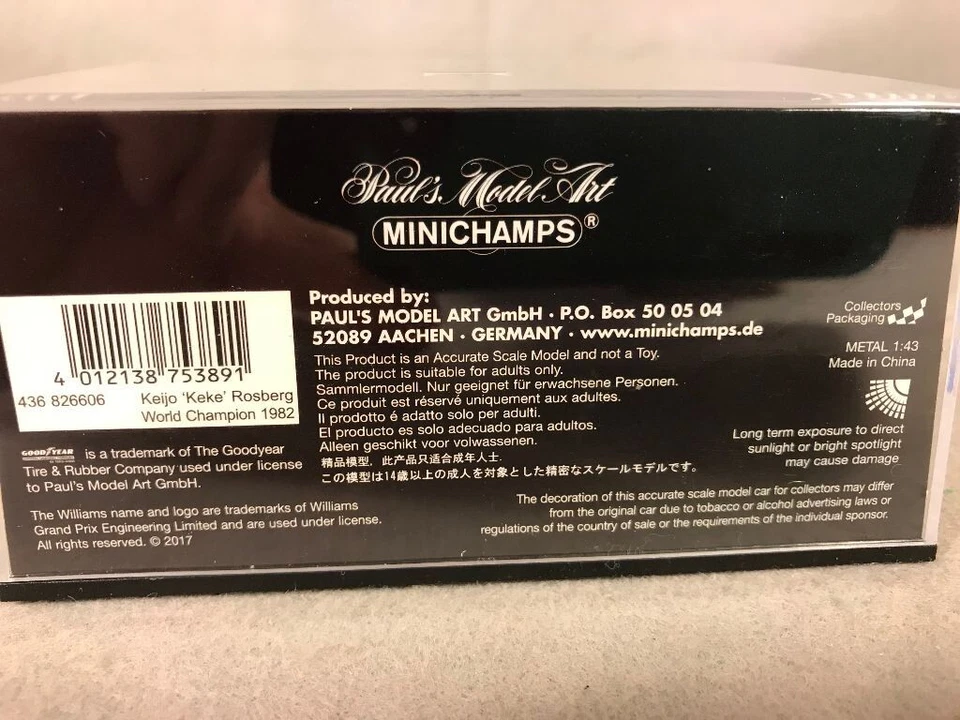 Paul's Model Art
MINICHAMPS®
4 012138 753891
436 826606 Keijo 'Keke' Rosberg
World Champion 1982
GOODYEAR is a trademark of The Goodyear
Tire & Rubber Company used under license
to Paul's Model Art GmbH.
The Williams name and logo are trademarks of Williams
Grand Prix Engineering Limited and are used under license.
All rights reserved. © 2017
Produced by:
PAUL'S MODEL ART GmbH · P.O. Box 50 05 04
52089 AACHEN · GERMANY · www.minichamps.de
This Product is an Accurate Scale Model and not a Toy.
The product is suitable for adults only.
Sammlermodell. Nur geeignet für erwachsene Personen.
Ce produit est réservé uniquement aux adultes.
Il prodotto é adatto solo per adulti.
El producto es solo adecuado para adultos.
Alleen geschikt voor volwassenen.
精品模型，此产品只适合成年人士.
この模型は14歳以上の成人を対象とした精密なスケールモデルです。
Collectors
Packaging
METAL 1:43
Made in China
Long term exposure to direct
sunlight or bright spotlight
may cause damage
The decoration of this accurate scale model car for collectors may differ
from the original car due to tobacco or alcohol advertising laws or
regulations of the country of sale or the requirements of the individual sponsor.